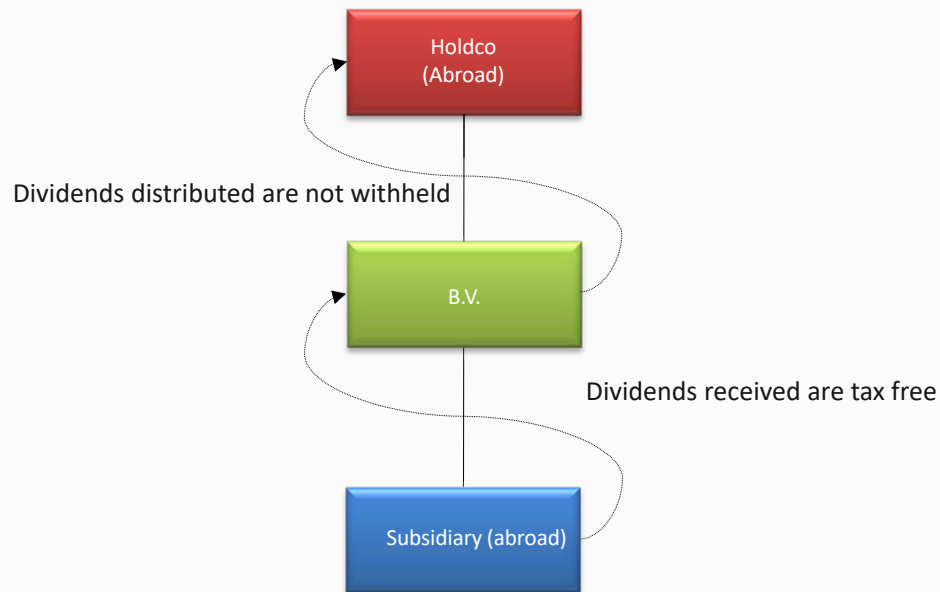 Holdco
(Abroad)
Dividends distributed are not withheld
B.V.
Dividends received are tax free
Subsidiary (abroad)